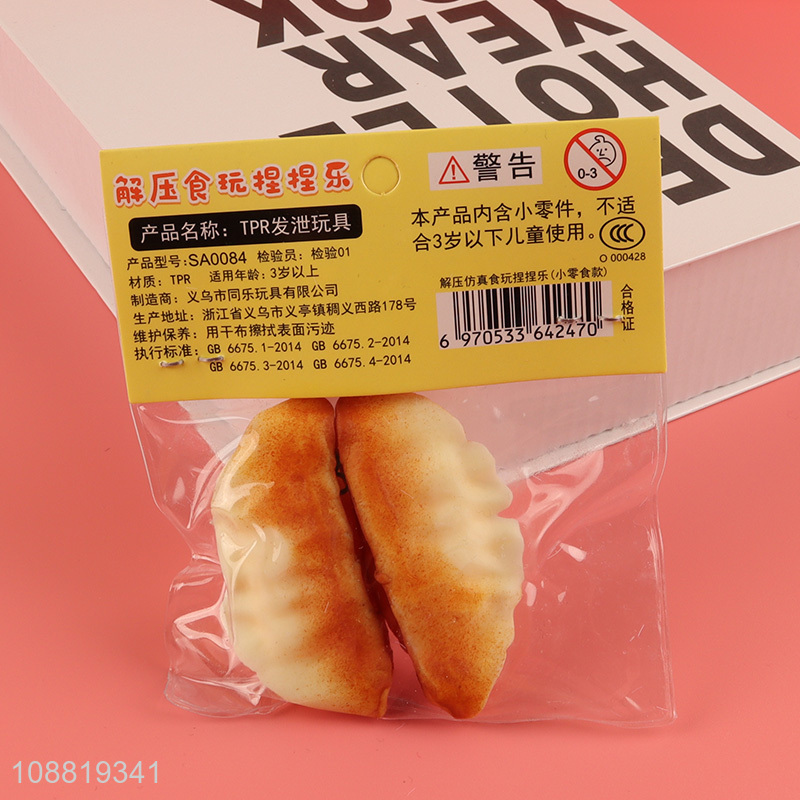 BOOK
YEAR
HOTEL
解压食玩捏捏乐
产品名称：TPR发泄玩具
产品型号：SA0084 检验员：检验01
材质：TPR 适用年龄：3岁以上
制造商：义乌市同乐玩具有限公司
生产地址：浙江省义乌市义亭镇稠义西路178号
维护保养：用干布擦拭表面污迹
执行标准：GB 6675.1-2014 GB 6675.2-2014
GB 6675.3-2014 GB 6675.4-2014
警告
0-3
本产品内含小零件，不适
合3岁以下儿童使用。
CCC
O 000428
解压仿真食玩捏捏乐(小零食款)
6 970533 642470
合格证
108819341